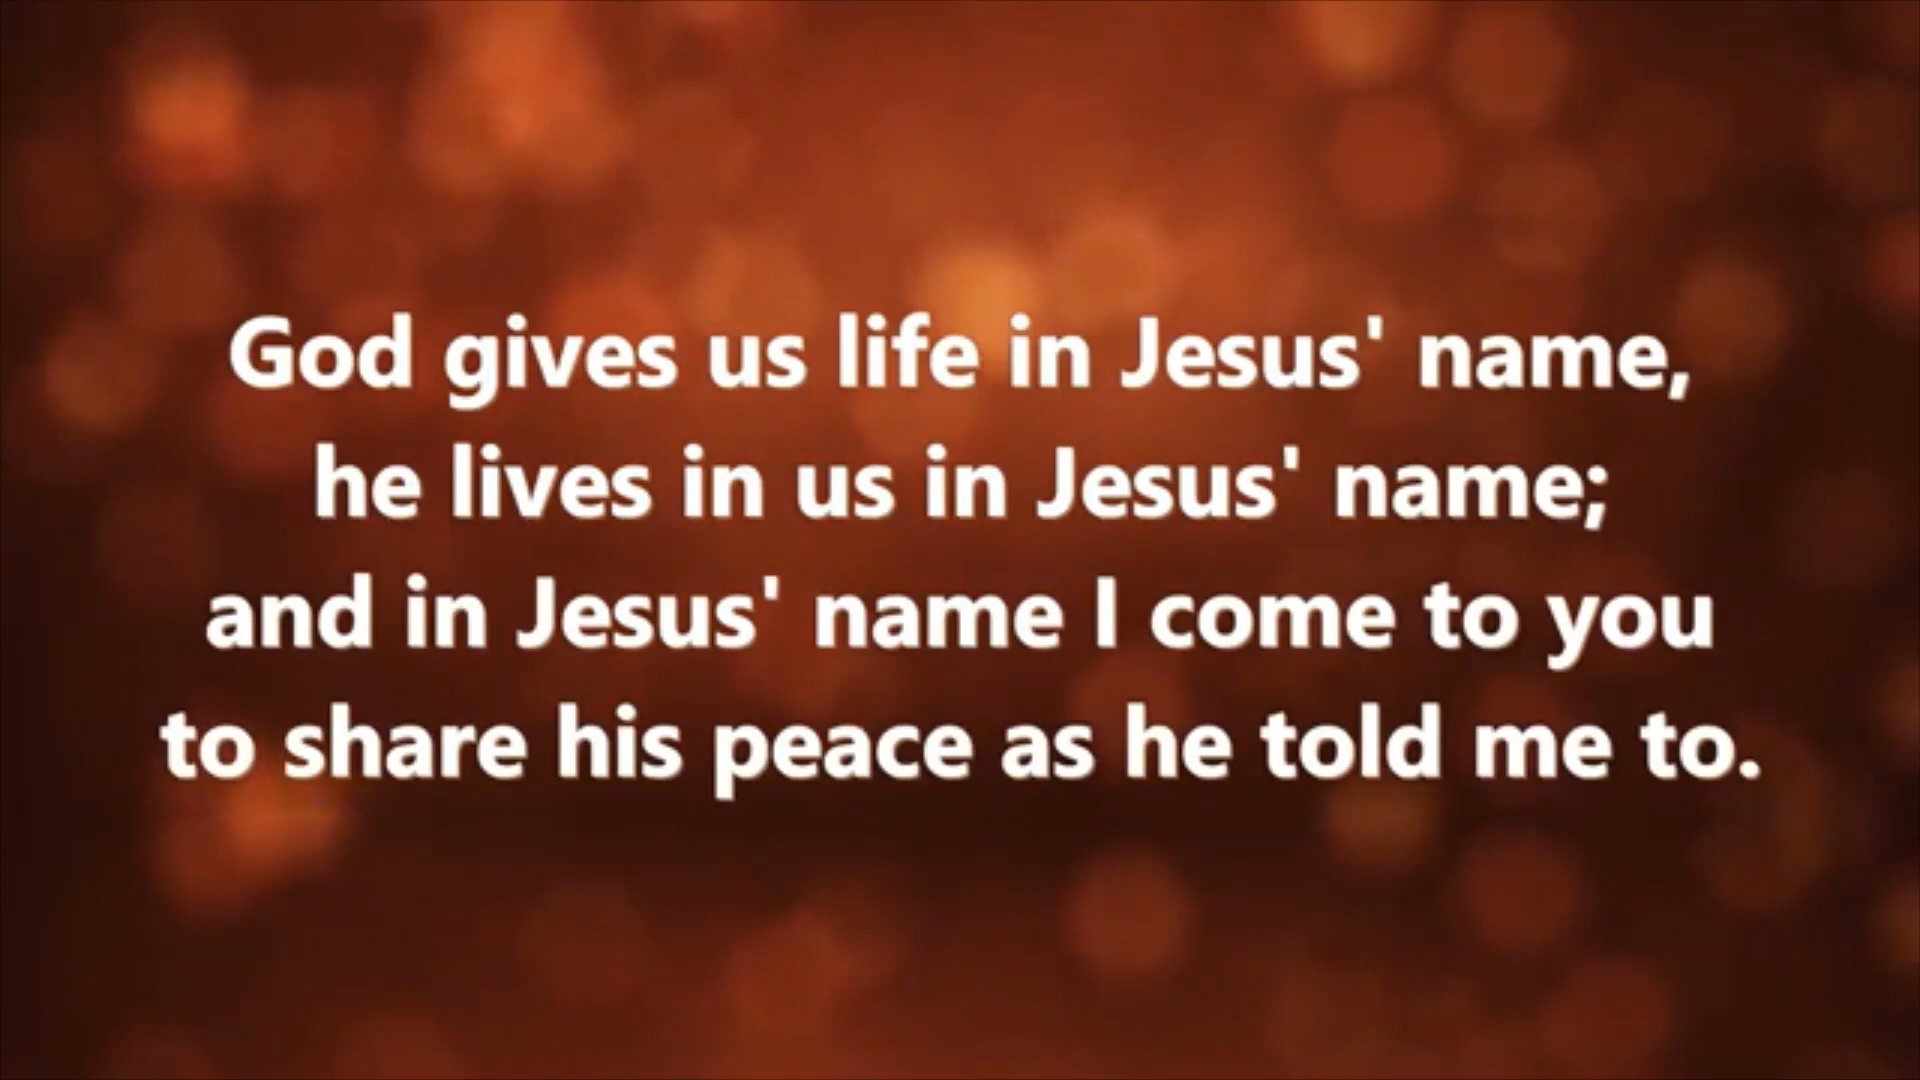 God gives us life in Jesus' name,
he lives in us in Jesus' name;
and in Jesus' name I come to you
to share his peace as he told me to.